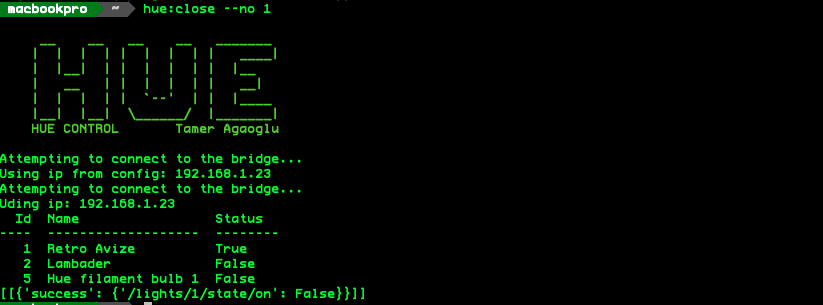 macbookpro ~ hue:close --no 1
HUE
HUE CONTROL Tamer Agaoglu
Attempting to connect to the bridge...
Using ip from config: 192.168.1.23
Attempting to connect to the bridge...
Uding ip: 192.168.1.23
Id Name Status
---- ------------------- --------
1 Retro Avize True
2 Lambader False
5 Hue filament bulb 1 False
[[{'success': {'/lights/1/state/on': False}}]]